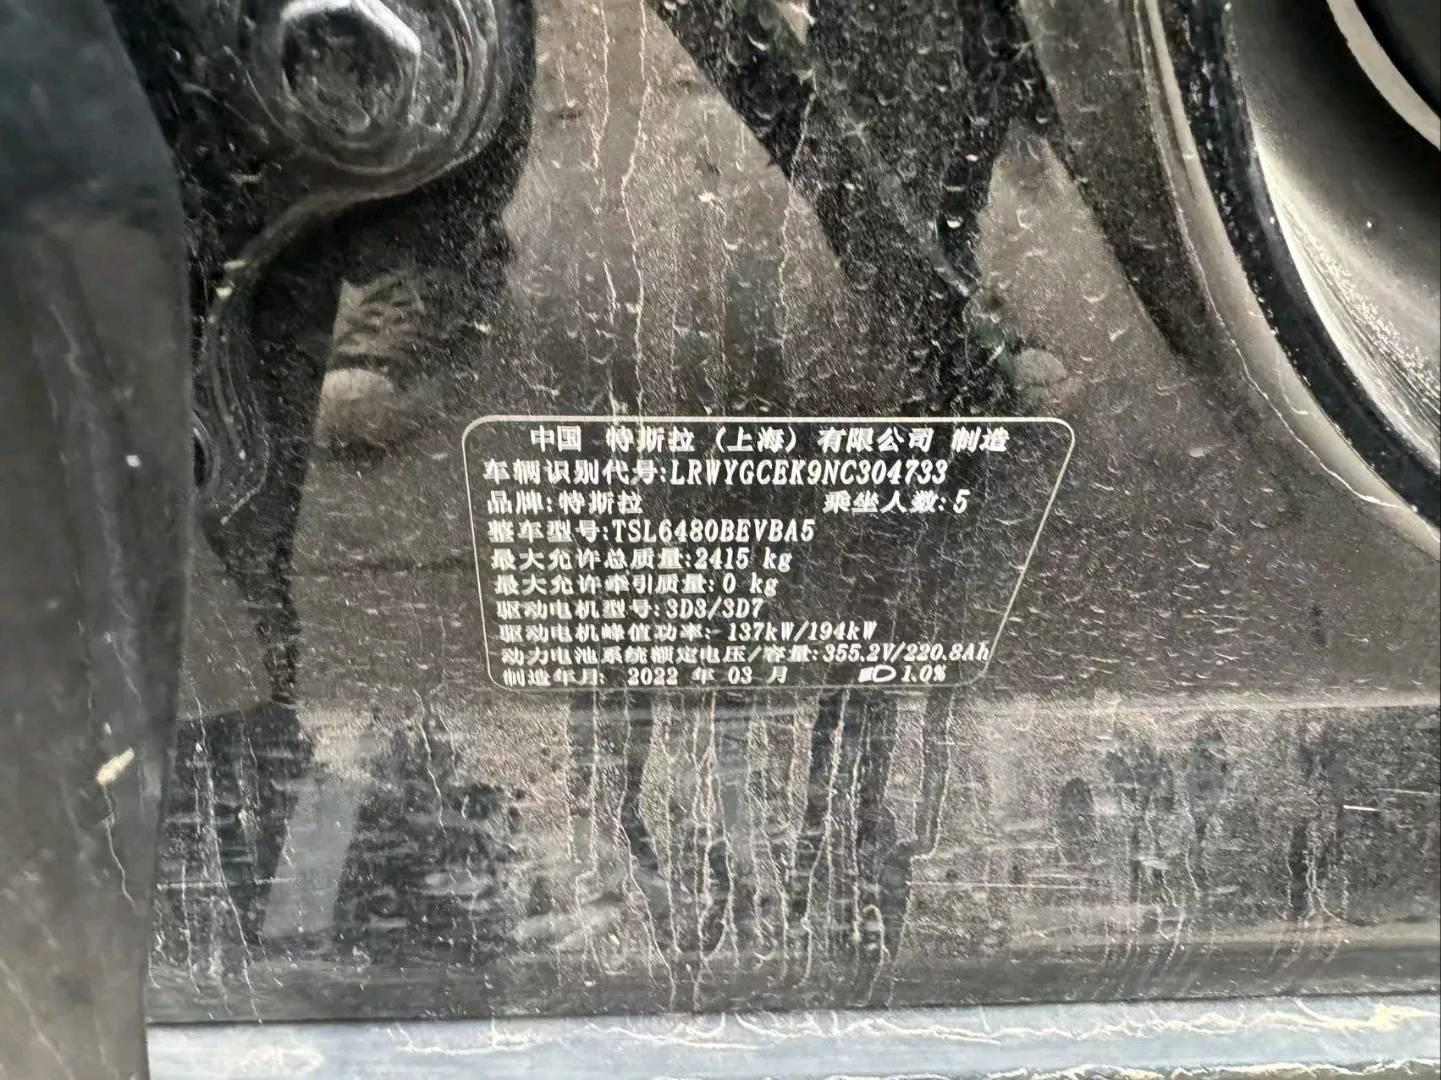 中国 特斯拉（上海）有限公司 制造
车辆识别代号:LRWYGCEK9NC304733
品牌:特斯拉 乘坐人数:5
整车型号:TSL6480BEVBA5
最大允许总质量:2415 kg
最大允许牵引质量:0 kg
驱动电机型号:3D3/3D7
驱动电机峰值功率:137kW/194kW
动力电池系统额定电压/容量:355.2V/220.8Ah
制造年月: 2022 年 03 月 1.0%